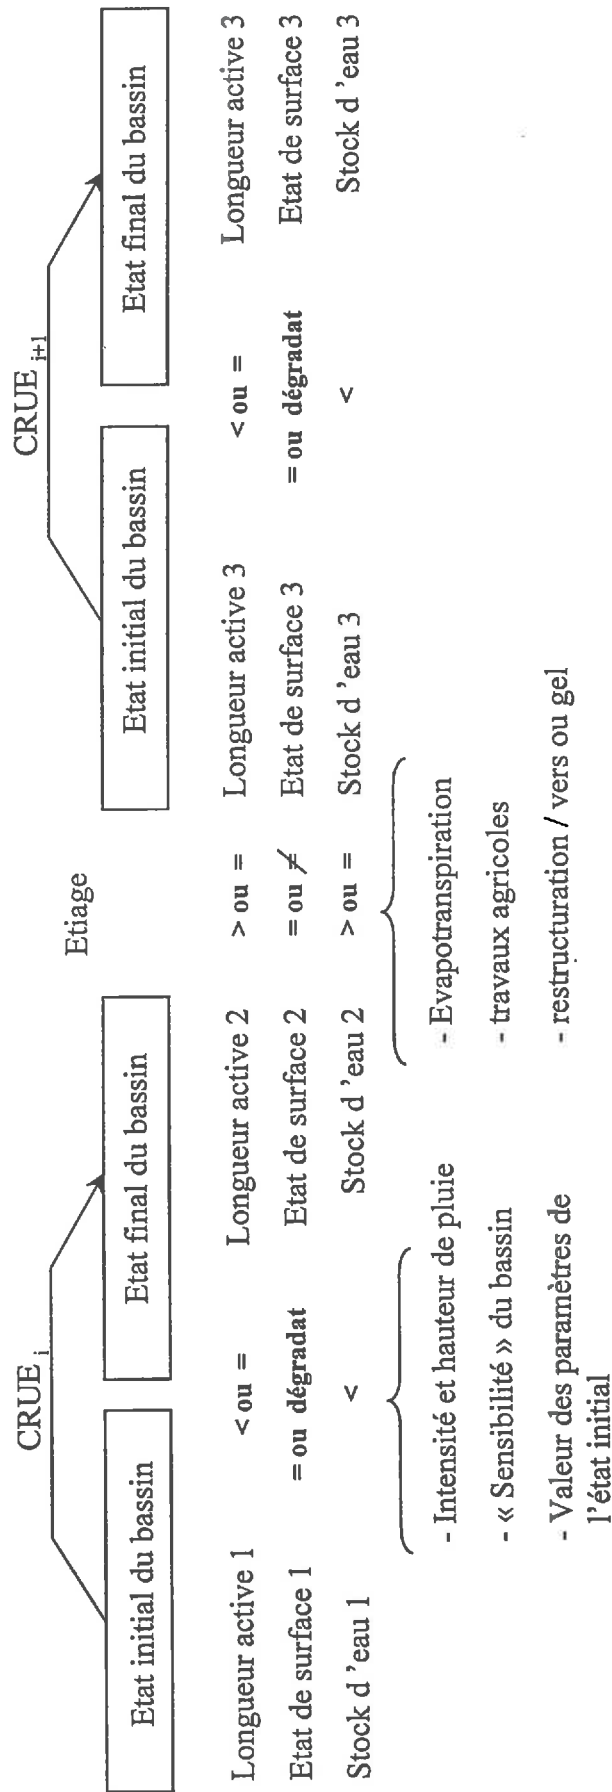 CRUE i
CRUE i+1
Etat initial du bassin
Etat final du bassin
Etiage
Etat initial du bassin
Etat final du bassin
Longueur active 1 < ou = Longueur active 2 > ou = Longueur active 3 < ou = Longueur active 3
Etat de surface 1 = ou dégradat Etat de surface 2 = ou ≠ Etat de surface 3 = ou dégradat Etat de surface 3
Stock d ’eau 1 < Stock d ’eau 2 > ou = Stock d ’eau 3 < Stock d ’eau 3
- Intensité et hauteur de pluie
- « Sensibilité » du bassin
- Valeur des paramètres de
l’état initial
- Evapotranspiration
- travaux agricoles
- restructuration / vers ou gel